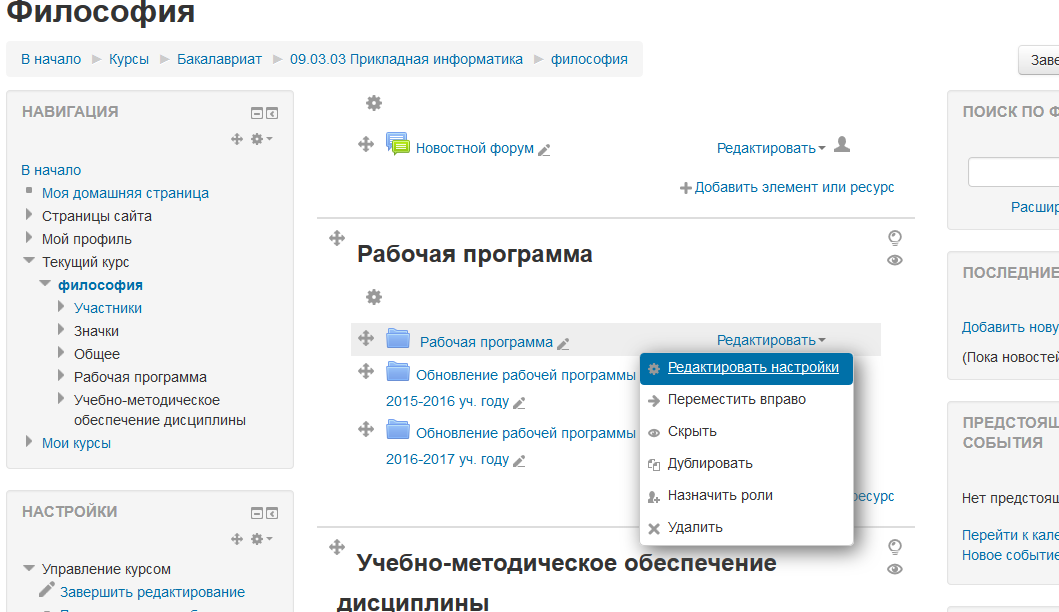 Философия
В начало Курсы Бакалавриат 09.03.03 Прикладная информатика философия
НАВИГАЦИЯ
В начало
Моя домашняя страница
Страницы сайта
Мой профиль
Текущий курс
философия
Участники
Значки
Общее
Рабочая программа
Учебно-методическое
обеспечение дисциплины
Мои курсы
НАСТРОЙКИ
Управление курсом
Завершить редактирование
Новостной форум
Редактировать
Добавить элемент или ресурс
Рабочая программа
Рабочая программа
Редактировать
Обновление рабочей программы
2015-2016 уч. году
Обновление рабочей программы
2016-2017 уч. году
Редактировать настройки
Переместить вправо
Скрыть
Дублировать
Назначить роли
Удалить
ресурс
Учебно-методическое обеспечение
дисциплины
Заве
ПОИСК ПО Ф
Расшир
ПОСЛЕДНИЕ
Добавить нову
(Пока новостей
ПРЕДСТОЯЩ
СОБЫТИЯ
Нет предстоящ
Перейти к кале
Новое событие